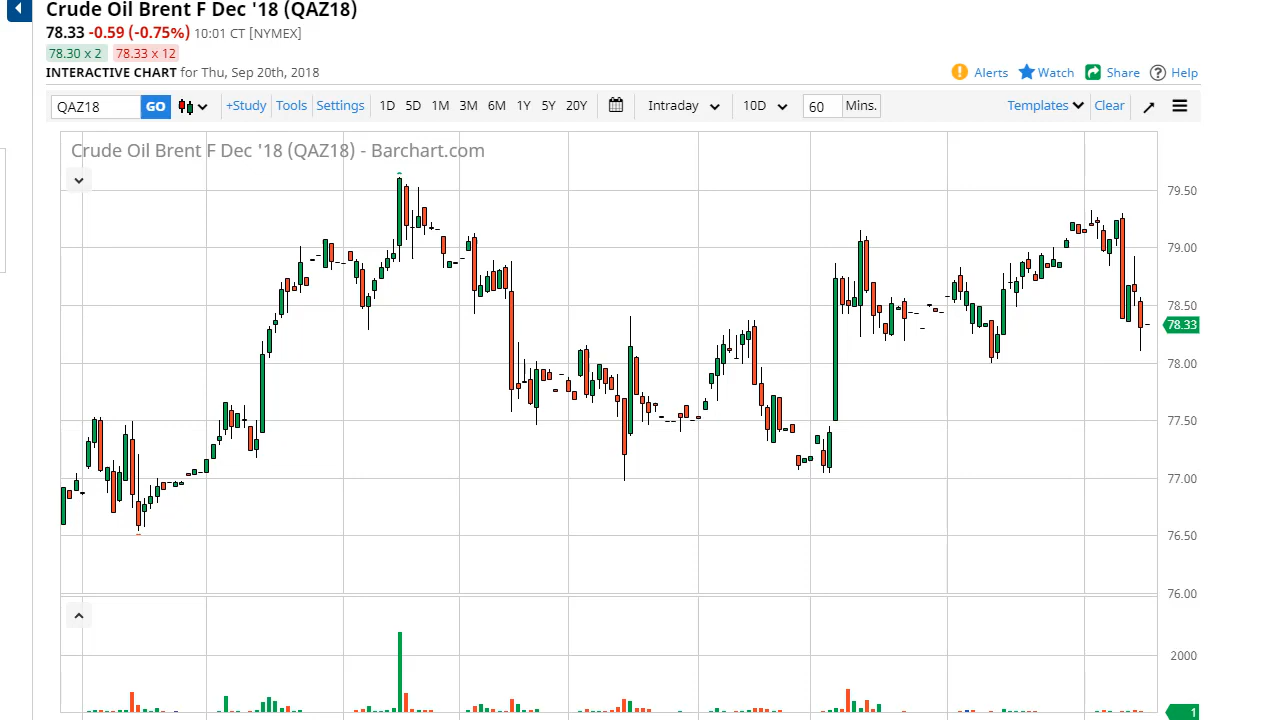 Crude Oil Brent F Dec '18 (QAZ18)
78.33 -0.59 (-0.75%) 10:01 CT [NYMEX]
78.30 x 2 78.33 x 12
INTERACTIVE CHART for Thu, Sep 20th, 2018
Alerts Watch Share ? Help
QAZ18 GO +Study Tools Settings 1D 5D 1M 3M 6M 1Y 5Y 20Y Intraday 10D 60 Mins. Templates Clear
Crude Oil Brent F Dec '18 (QAZ18) - Barchart.com
79.50
79.00
78.50
78.33
78.00
77.50
77.00
76.50
76.00
2000
1